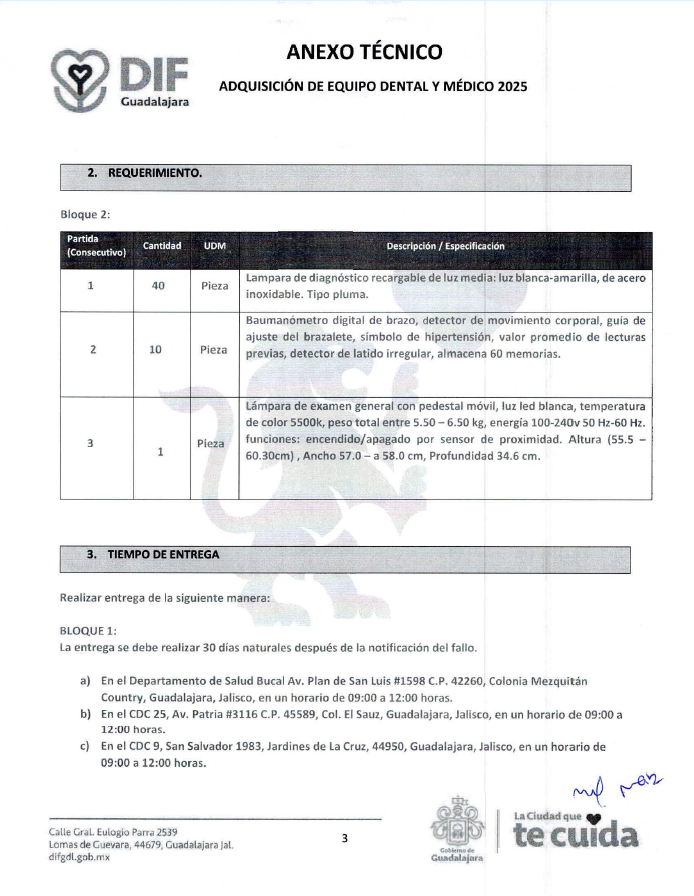 ANEXO TÉCNICO
DIF
Guadalajara
ADQUISICIÓN DE EQUIPO DENTAL Y MÉDICO 2025
2. REQUERIMIENTO.
Bloque 2:
Partida (Consecutivo) Cantidad UDM Descripción / Especificación
1 40 Pieza Lampara de diagnóstico recargable de luz media: luz blanca-amarilla, de acero
inoxidable. Tipo pluma.
2 10 Pieza Baumanómetro digital de brazo, detector de movimiento corporal, guía de
ajuste del brazalete, símbolo de hipertensión, valor promedio de lecturas
previas, detector de latido irregular, almacena 60 memorias.
3 1 Pieza Lámpara de examen general con pedestal móvil, luz led blanca, temperatura
de color 5500k, peso total entre 5.50 – 6.50 kg, energía 100-240v 50 Hz-60 Hz.
funciones: encendido/apagado por sensor de proximidad. Altura (55.5 –
60.30cm) , Ancho 57.0 – a 58.0 cm, Profundidad 34.6 cm.
3. TIEMPO DE ENTREGA
Realizar entrega de la siguiente manera:
BLOQUE 1:
La entrega se debe realizar 30 días naturales después de la notificación del fallo.
a) En el Departamento de Salud Bucal Av. Plan de San Luis #1598 C.P. 42260, Colonia Mezquitán
Country, Guadalajara, Jalisco, en un horario de 09:00 a 12:00 horas.
b) En el CDC 25, Av. Patria #3116 C.P. 45589, Col. El Sauz, Guadalajara, Jalisco, en un horario de 09:00 a
12:00 horas.
c) En el CDC 9, San Salvador 1983, Jardines de La Cruz, 44950, Guadalajara, Jalisco, en un horario de
09:00 a 12:00 horas.
Calle Gral. Eulogio Parra 2539
Lomas de Guevara, 44679, Guadalajara Jal.
difgdl.gob.mx
3
Gobierno de
Guadalajara
La Ciudad que
te cuida